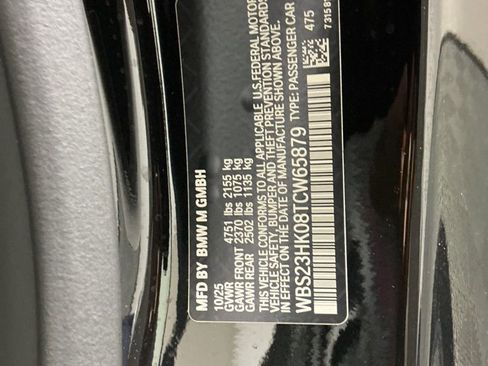 MFD BY BMW M GMBH
10/25
GVWR 4751 lbs 2155 kg
GAWR FRONT 2370 lbs 1075 kg
GAWR REAR 2502 lbs 1135 kg
THIS VEHICLE CONFORMS TO ALL APPLICABLE U.S. FEDERAL MOTOR
VEHICLE SAFETY, BUMPER AND THEFT PREVENTION STANDARDS
IN EFFECT ON THE DATE OF MANUFACTURE SHOWN ABOVE.
WBS23HK08TCW65879 TYPE: PASSENGER CAR
475
7315 8